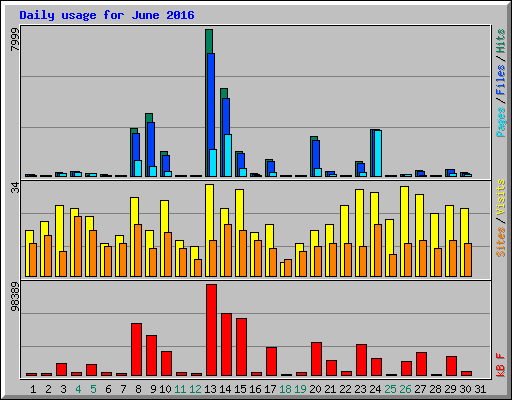 Daily usage for June 2016
7999
34
98389
Pages / Files / Hits
Sites / Visits
kB F
1 2 3 4 5 6 7 8 9 10 11 12 13 14 15 16 17 18 19 20 21 22 23 24 25 26 27 28 29 30 31